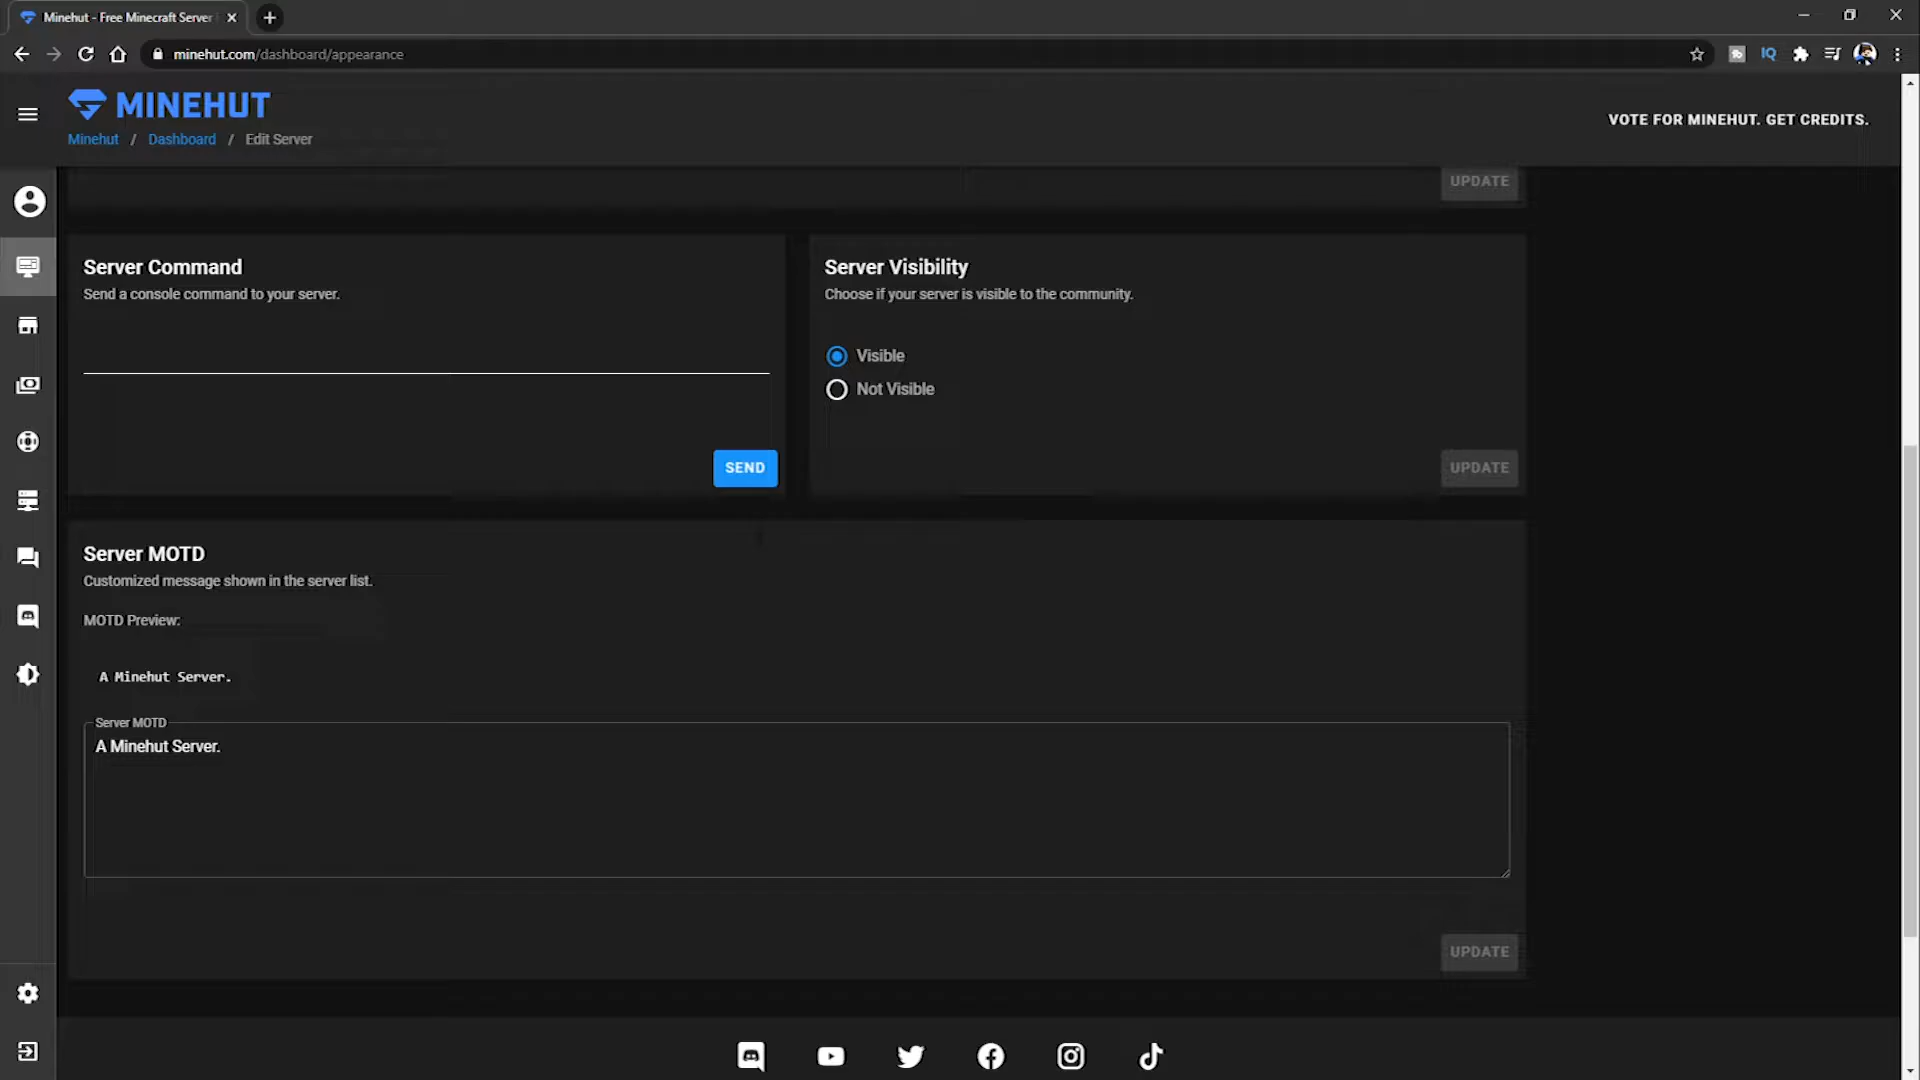 Minehut - Free Minecraft Server
minehut.com/dashboard/appearance
IQ
MINEHUT
Minehut / Dashboard / Edit Server
VOTE FOR MINEHUT. GET CREDITS.
UPDATE
Server Command
Send a console command to your server.
SEND
Server Visibility
Choose if your server is visible to the community.
Visible
Not Visible
UPDATE
Server MOTD
Customized message shown in the server list.
MOTD Preview:
A Minehut Server.
Server MOTD
A Minehut Server.
UPDATE